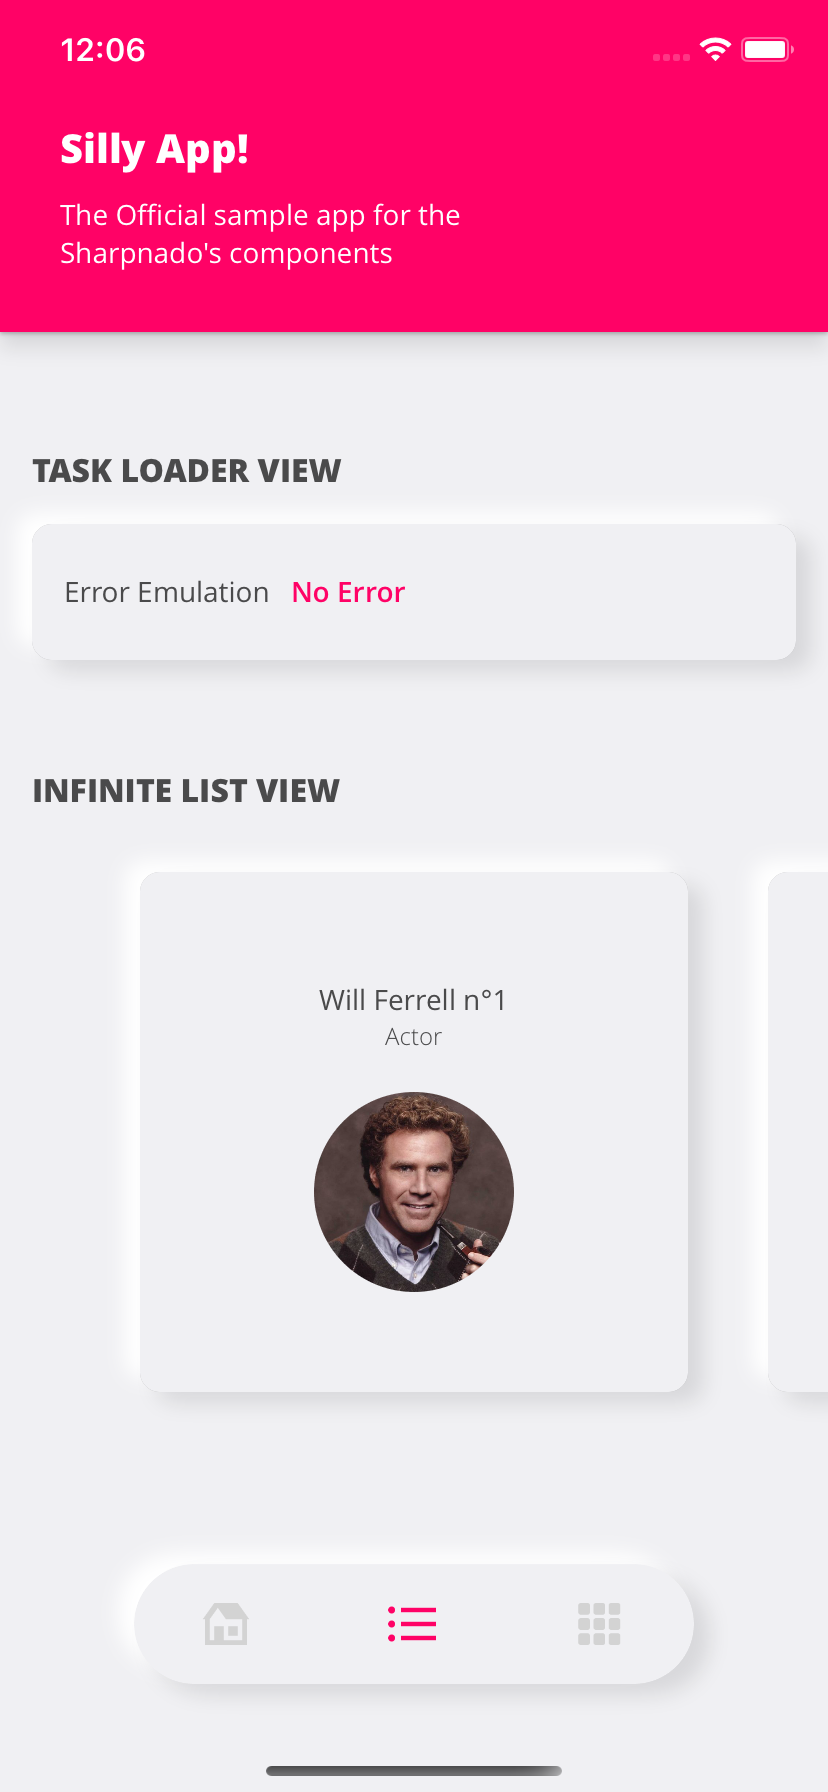 12:06
Silly App!
The Official sample app for the
Sharpnado's components
TASK LOADER VIEW
Error Emulation No Error
INFINITE LIST VIEW
Will Ferrell n°1
Actor